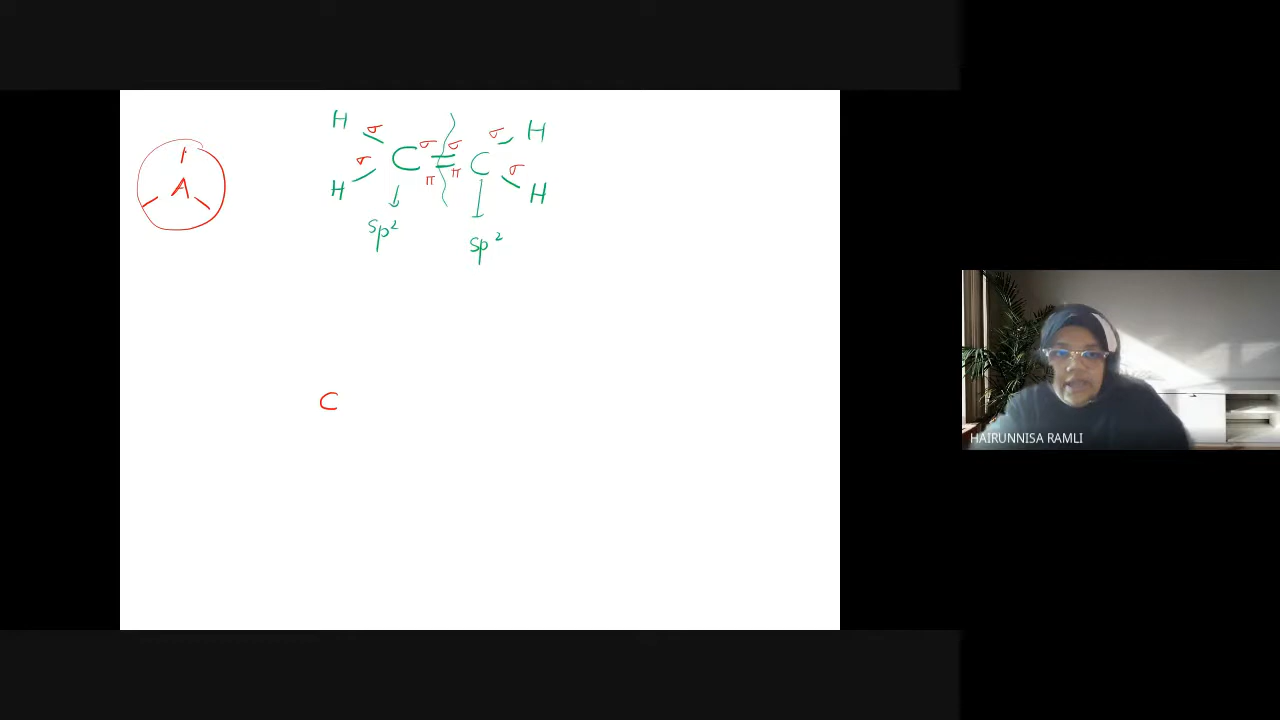 H σ σ H
σ C σ = σ C σ
H π π H
A
sp² sp²
C
HAIRUNNISA RAMLI